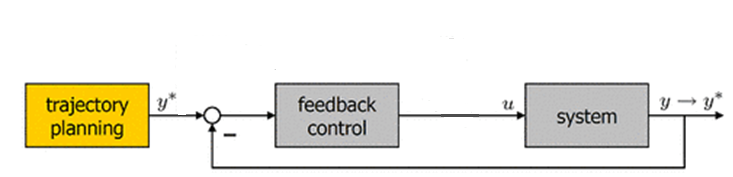 trajectory
planning
y*
−
feedback
control
u
system
y → y*